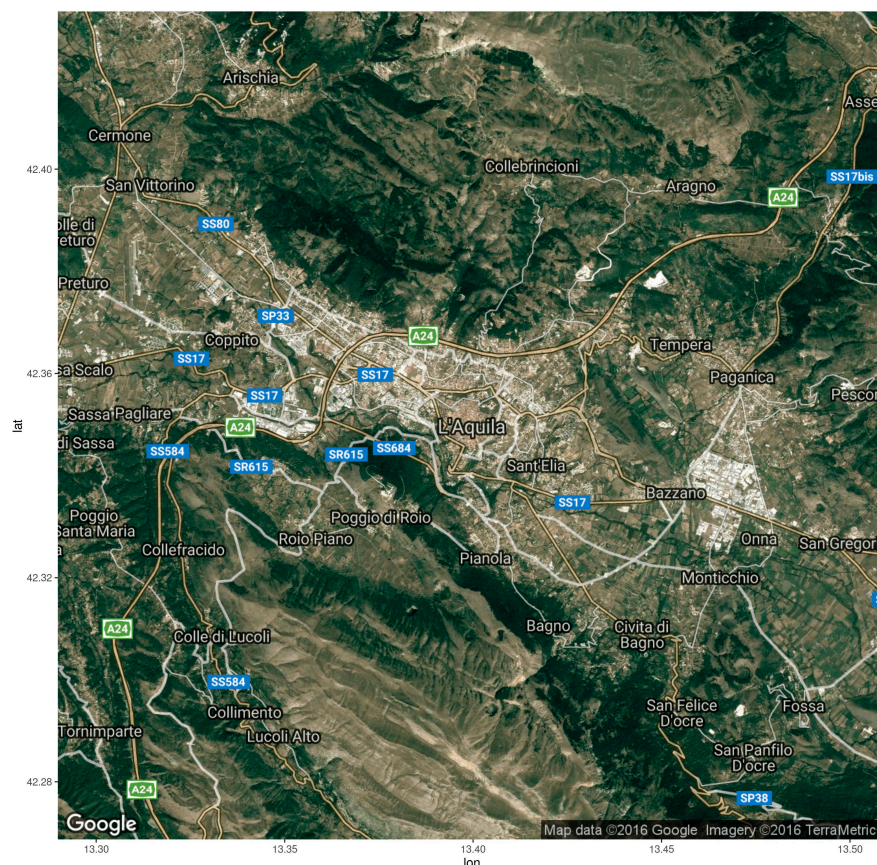 Arischia
Asse
Cermone
Collebrincioni
SS17bis
San Vittorino
Aragno
A24
SS80
olle di
returo
Preturo
SP33
A24
Coppito
Tempera
SS17
sa Scalo
SS17
Paganica
SS17
Pescor
Sassa Pagliare
A24
L'Aquila
di Sassa
SS584
SR615
SR615
SS684
Sant'Elia
SS17
Bazzano
Poggio
Santa Maria
Poggio di Roio
Roio Piano
Collefracido
Onna
San Gregori
Pianola
Monticchio
A24
Colle di Lucoli
Bagno
Civita di
Bagno
SS584
Collimento
San Felice
D'ocre
Fossa
Tornimparte
Lucoli Alto
San Panfilo
D'ocre
A24
SP38
Google
Map data ©2016 Google Imagery ©2016 TerraMetric
42.40
42.36
42.32
42.28
lat
13.30
13.35
13.40
13.45
13.50
lon